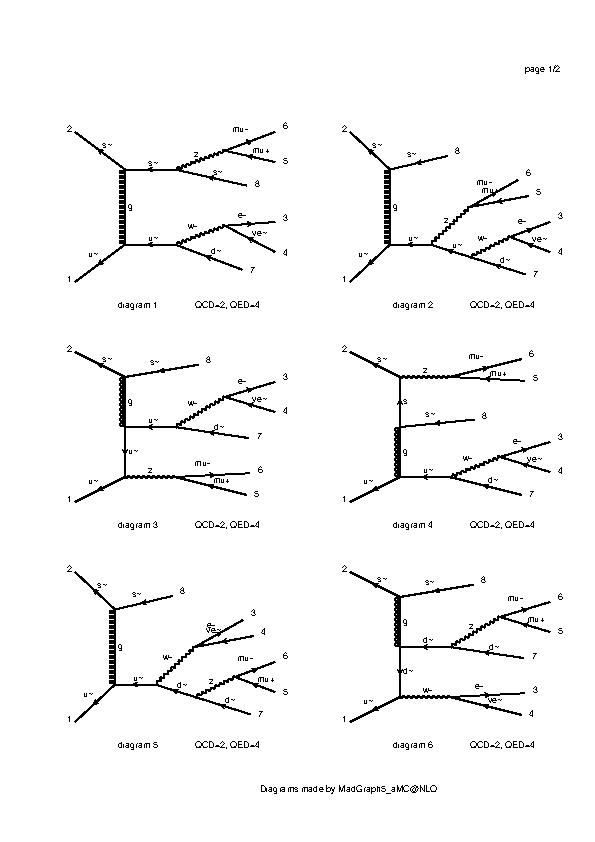 page 1/2
2 s~ s~ z mu- 6 mu+ 5 s~ 8 g u~ 1 u~ w- e- 3 ve~ 4 d~ 7
diagram 1 QCD=2, QED=4
2 s~ s~ 8 g u~ 1 u~ z mu- 6 mu+ 5 u~ w- e- 3 ve~ 4 d~ 7
diagram 2 QCD=2, QED=4
2 s~ s~ 8 g u~ w- e- 3 ve~ 4 d~ 7 u~ u~ 1 z mu- 6 mu+ 5
diagram 3 QCD=2, QED=4
2 s~ z mu- 6 mu+ 5 s s~ 8 g u~ 1 u~ w- e- 3 ve~ 4 d~ 7
diagram 4 QCD=2, QED=4
2 s~ s~ 8 g u~ 1 u~ w- e- 3 ve~ 4 d~ z mu- 6 mu+ 5 d~ 7
diagram 5 QCD=2, QED=4
2 s~ s~ 8 g d~ z mu- 6 mu+ 5 d~ 7 d~ u~ 1 w- e- 3 ve~ 4
diagram 6 QCD=2, QED=4
Diagrams made by MadGraph5_aMC@NLO